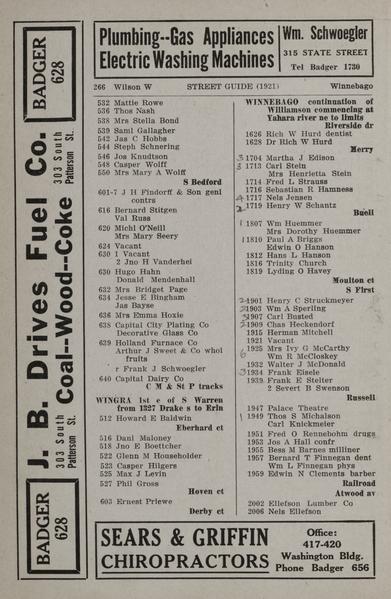 Plumbing--Gas Appliances
Electric Washing Machines
Wm. Schwoegler
315 STATE STREET
Tel Badger 1730
BADGER
628
J. B. Drives Fuel Co.
Coal--Wood--Coke
303 South
Patterson St.
303 South
Patterson St.
BADGER
628
266 Wilson W STREET GUIDE (1921) Winnebago
532 Mattie Rowe
536 Thos Nash
538 Mrs Stella Bond
539 Saml Gallagher
542 Jas C Hobbs
544 Steph Schnering
546 Jos Knudtson
548 Casper Wolff
550 Mrs Mary A Wolff
S Bedford
601-7 J H Findorff & Son genl
contrs
616 Bernard Stitgen
Val Russ
620 Michl O'Neill
Mrs Mary Seery
624 Vacant
630 1 Vacant
2 Jno H Vanderhei
630 Hugo Hahn
Donald Mendenhall
632 Mrs Bridget Page
634 Jesse E Bingham
Jas Bayse
636 Mrs Emma Hoxie
638 Capital City Plating Co
Decorative Glass Co
639 Holland Furnace Co
Arthur J Sweet & Co whol
fruits
r Frank J Schwoegler
640 Capital Dairy Co
C M & St P tracks
WINGRA 1st e of S Warren
from 1327 Drake s to Erin
512 Howard E Baldwin
Eberhard ct
516 Danl Maloney
518 Jno E Boettcher
522 Glenn M Householder
523 Casper Hilgers
525 Max J Levin
527 Phil Gross
Hoven ct
603 Ernest Priewe
Derby ct
WINNEBAGO continuation of
Williamson commencing at
Yahara river ne to limits
Riverside dr
1626 Rich W Hurd dentist
1628 Dr Rich W Hurd
Merry
1704 Martha J Edison
1713 Carl Stein
Mrs Henrietta Stein
1714 Fred L Strauss
1716 Sebastian R Hamness
1717 Nels Jensen
1719 Henry W Schantz
Buell
1807 Wm Huemmer
Mrs Dorothy Huemmer
1810 Paul A Briggs
Edwin O Hanson
1812 Hans L Hanson
1816 Trinity Church
1819 Lyding O Havey
Moulton ct
S First
1901 Henry C Struckmeyer
1903 Wm A Sperling
1907 Carl Busted
1909 Chas Heckendorf
1915 Herman Mitchell
1921 Vacant
1925 Mrs Ivy G McCarthy
Wm R McCloskey
1932 Walter J McDonald
1934 Frank Eisele
1939 Frank E Stelter
2 Severt B Swenson
Russell
1947 Palace Theatre
1949 Thos S Michalson
Carl Knickmeier
1951 Fred O Rennebohm drugs
1953 Jos A Hall confr
1955 Bess M Barnes milliner
1957 Bernard T Finnegan dent
Wm L Finnegan phys
1959 Edwin N Clements barber
Railroad
Atwood av
2002 Ellefson Lumber Co
2006 Nels Ellefson
SEARS & GRIFFIN
CHIROPRACTORS
Office:
417-420
Washington Bldg.
Phone Badger 656